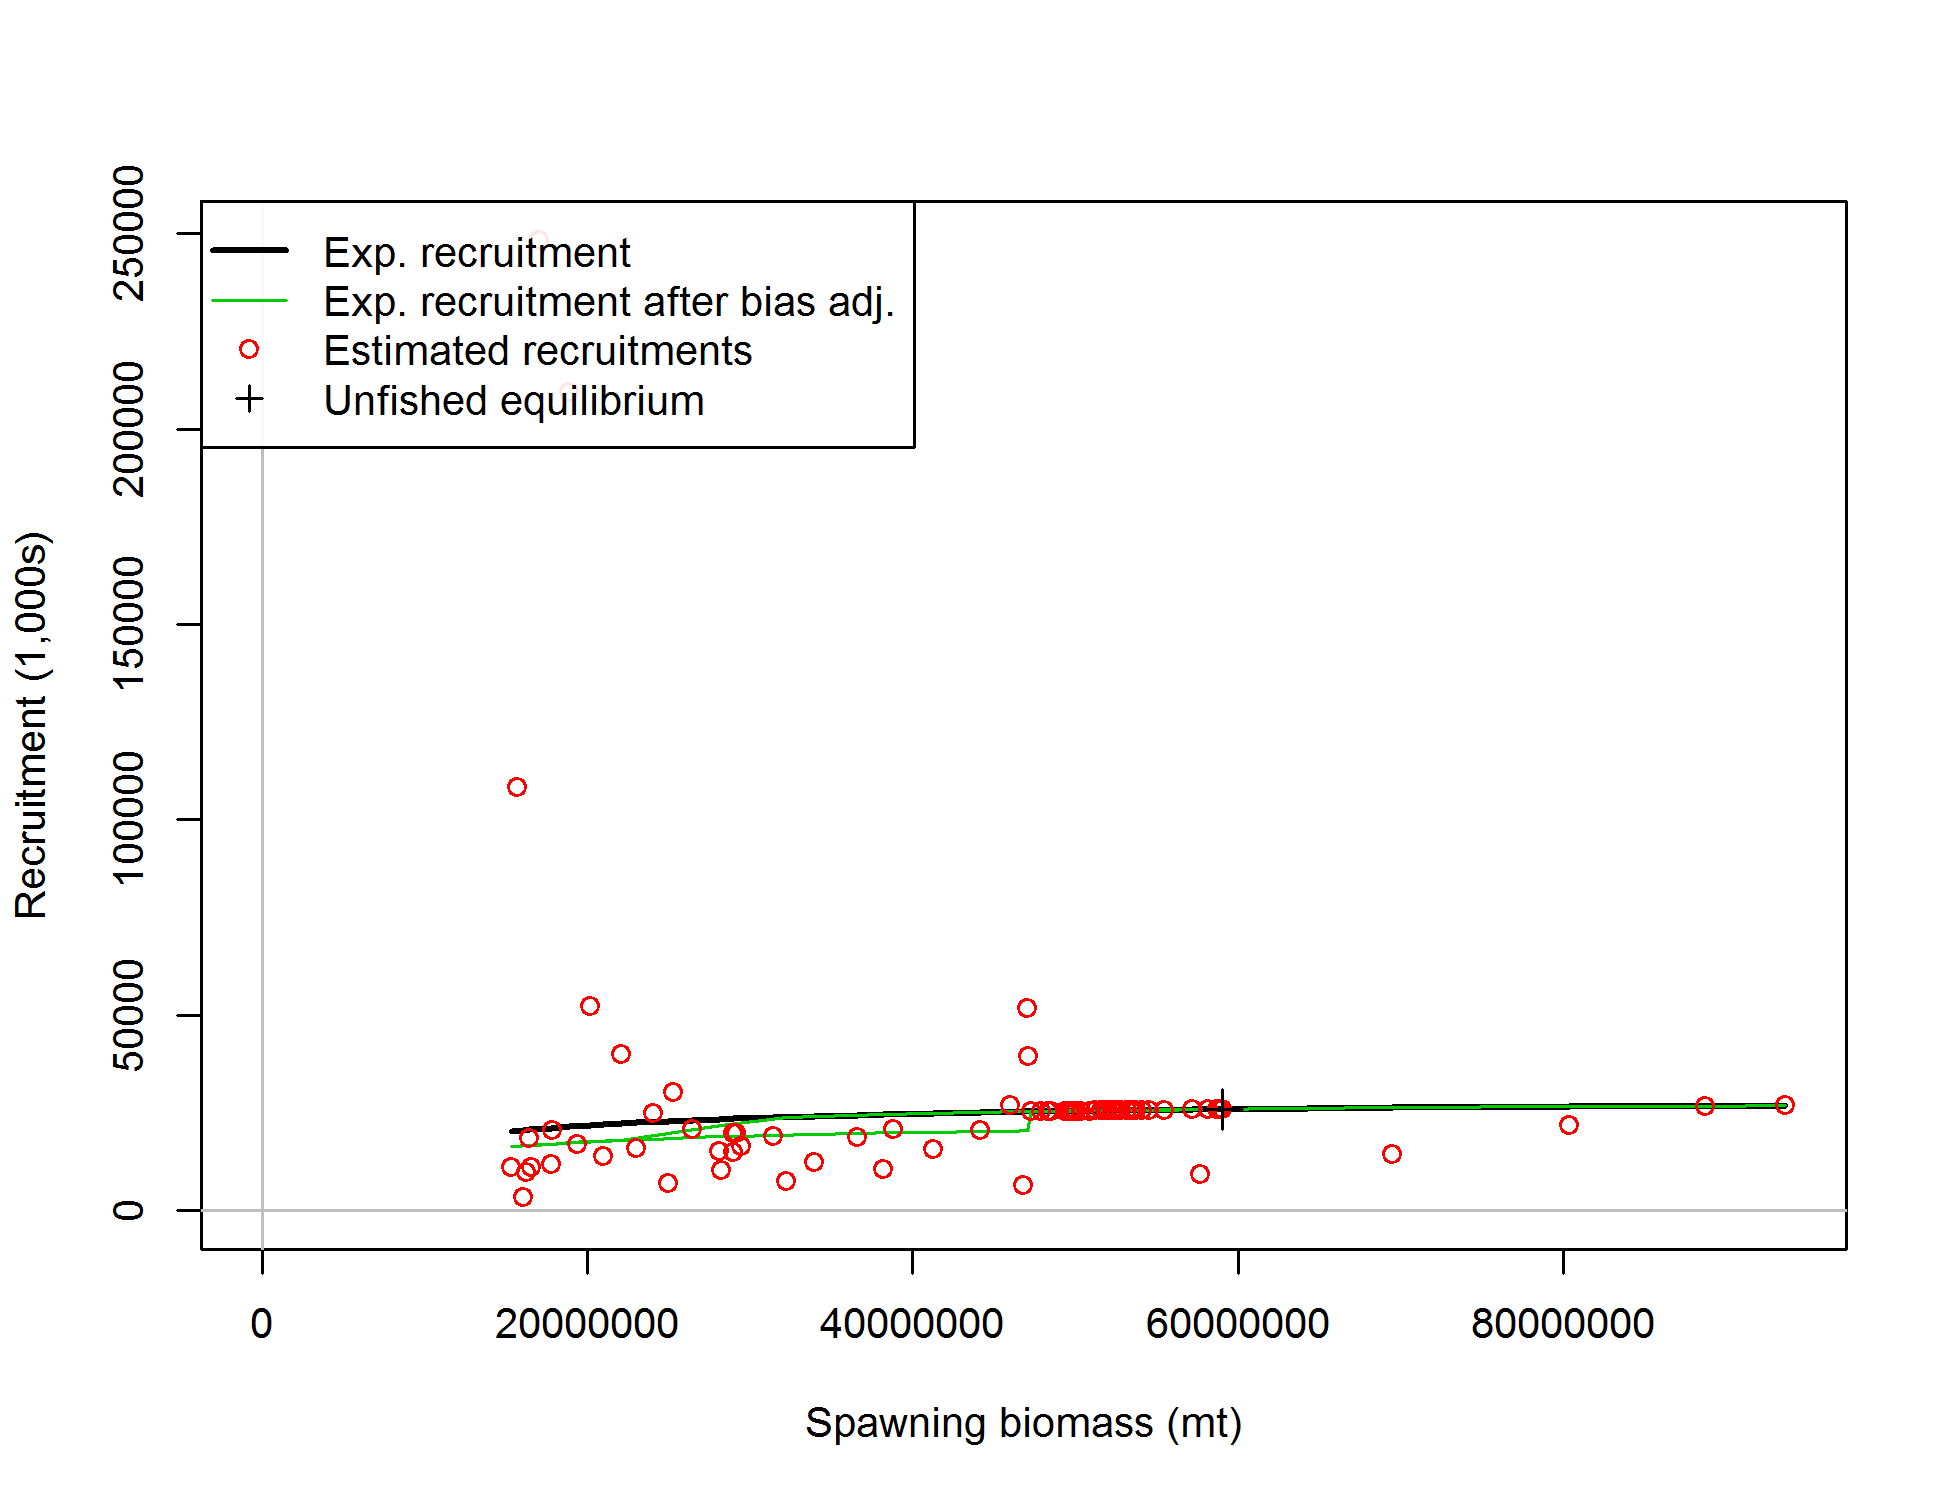 Exp. recruitment
Exp. recruitment after bias adj.
Estimated recruitments
Unfished equilibrium
250000
200000
150000
100000
50000
0
Recruitment (1,000s)
0 20000000 40000000 60000000 80000000
Spawning biomass (mt)